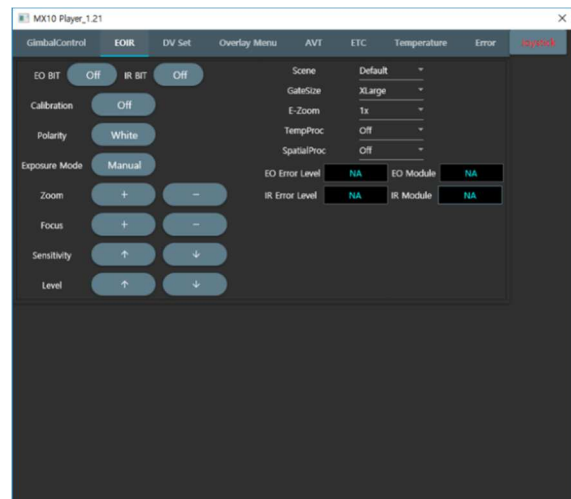 MX10 Player_1.21
GimbalControl EOIR DV Set Overlay Menu AVT ETC Temperature Error
EO BIT Off IR BIT Off
Calibration Off
Polarity White
Exposure Mode Manual
Zoom + −
Focus + −
Sensitivity ↑ ↓
Level ↑ ↓
Scene Default
GateSize XLarge
E-Zoom 1x
TempProc Off
SpatialProc Off
EO Error Level NA EO Module NA
IR Error Level NA IR Module NA